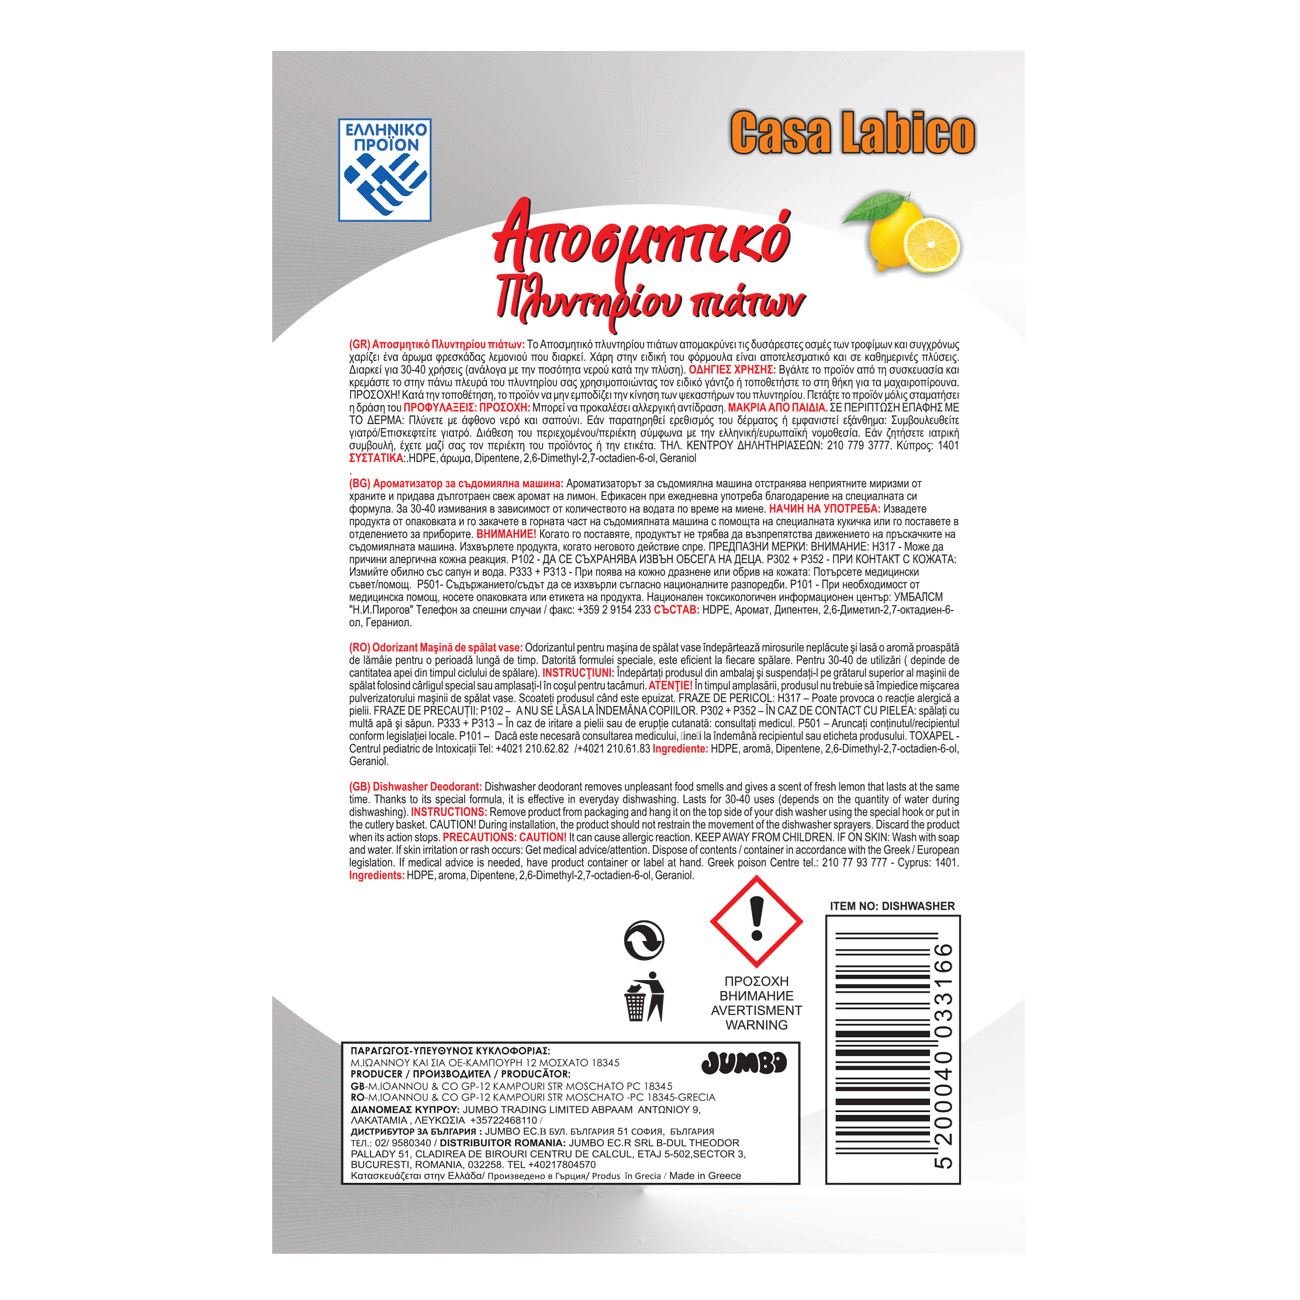 ΕΛΛΗΝΙΚΟ
ΠΡΟΪΟΝ
Casa Labico
Αποσμητικό
Πλυντηρίου πιάτων
(GR) Αποσμητικό Πλυντηρίου πιάτων: Το Αποσμητικό πλυντηρίου πιάτων απομακρύνει τις δυσάρεστες οσμές των τροφίμων και συγχρόνως
χαρίζει ένα άρωμα φρεσκάδας λεμονιού που διαρκεί. Χάρη στην ειδική του φόρμουλα είναι αποτελεσματικό και σε καθημερινές πλύσεις.
Διαρκεί για 30-40 χρήσεις (ανάλογα με την ποσότητα νερού κατά την πλύση). ΟΔΗΓΙΕΣ ΧΡΗΣΗΣ: Βγάλτε το προϊόν από τη συσκευασία και
κρεμάστε το στην πάνω πλευρά του πλυντηρίου σας χρησιμοποιώντας τον ειδικό γάντζο ή τοποθετήστε το στη θήκη για τα μαχαιροπίρουνα.
ΠΡΟΣΟΧΗ! Κατά την τοποθέτηση, το προϊόν να μην εμποδίζει την κίνηση των ψεκαστήρων του πλυντηρίου. Πετάξτε το προϊόν μόλις σταματήσει
η δράση του ΠΡΟΦΥΛΑΞΕΙΣ: ΠΡΟΣΟΧΗ: Μπορεί να προκαλέσει αλλεργική αντίδραση. ΜΑΚΡΙΑ ΑΠΟ ΠΑΙΔΙΑ. ΣΕ ΠΕΡΙΠΤΩΣΗ ΕΠΑΦΗΣ ΜΕ
ΤΟ ΔΕΡΜΑ: Πλύνετε με άφθονο νερό και σαπούνι. Εάν παρατηρηθεί ερεθισμός του δέρματος ή εμφανιστεί εξάνθημα: Συμβουλευθείτε
γιατρό/Επισκεφτείτε γιατρό. Διάθεση του περιεχομένου/περιέκτη σύμφωνα με την ελληνική/ευρωπαϊκή νομοθεσία. Εάν ζητήσετε ιατρική
συμβουλή, έχετε μαζί σας τον περιέκτη του προϊόντος ή την ετικέτα. ΤΗΛ. ΚΕΝΤΡΟΥ ΔΗΛΗΤΗΡΙΑΣΕΩΝ: 210 779 3777. Κύπρος: 1401
ΣΥΣΤΑΤΙΚΑ:.HDPE, άρωμα, Dipentene, 2,6-Dimethyl-2,7-octadien-6-ol, Geraniol
.
(BG) Ароматизатор за съдомиялна машина: Ароматизаторът за съдомиялна машина отстранява неприятните миризми от
храните и придава дълготраен свеж аромат на лимон. Ефикасен при ежедневна употреба благодарение на специалната си
формула. За 30-40 измивания в зависимост от количеството на водата по време на миене. НАЧИН НА УПОТРЕБА: Извадете
продукта от опаковката и го закачете в горната част на съдомиялната машина с помощта на специалната кукичка или го поставете в
отделението за приборите. ВНИМАНИЕ! Когато го поставяте, продуктът не трябва да възпрепятства движението на пръскачките на
съдомиялната машина. Изхвърлете продукта, когато неговото действие спре. ПРЕДПАЗНИ МЕРКИ: ВНИМАНИЕ: H317 - Може да
причини алергична кожна реакция. P102 - ДА СЕ СЪХРАНЯВА ИЗВЪН ОБСЕГА НА ДЕЦА. P302 + P352 - ПРИ КОНТАКТ С КОЖАТА:
Измийте обилно със сапун и вода. P333 + P313 - При поява на кожно дразнене или обрив на кожата: Потърсете медицински
съвет/помощ. P501- Съдържанието/съдът да се изхвърли съгласно националните разпоредби. P101 - При необходимост от
медицинска помощ, носете опаковката или етикета на продукта. Национален токсикологичен информационен център: УМБАЛСМ
"Н.И.Пирогов" Телефон за спешни случаи / факс: +359 2 9154 233 СЪСТАВ: HDPE, Аромат, Дипентен, 2,6-Диметил-2,7-октадиен-6-
ол, Гераниол.
(RO) Odorizant Maşină de spălat vase: Odorizantul pentru mașina de spălat vase îndepărtează mirosurile neplăcute şi lasă o aromă proaspătă
de lămâie pentru o perioadă lungă de timp. Datorită formulei speciale, este eficient la fiecare spălare. Pentru 30-40 de utilizări ( depinde de
cantitatea apei din timpul ciclului de spălare). INSTRUCŢIUNI: Îndepărtați produsul din ambalaj şi suspendați-l pe grătarul superior al maşinii de
spălat folosind cârligul special sau amplasați-l în coşul pentru tacâmuri. ATENŢIE! În timpul amplasării, produsul nu trebuie să împiedice mişcarea
pulverizatorului maşinii de spălat vase. Scoateți produsul când este epuizat. FRAZE DE PERICOL: H317 – Poate provoca o reacție alergică a
pielii. FRAZE DE PRECAUȚII: P102 – A NU SE LĂSA LA ÎNDEMÂNA COPIILOR. P302 + P352 – ÎN CAZ DE CONTACT CU PIELEA: spălați cu
multă apă şi săpun. P333 + P313 – În caz de iritare a pielii sau de erupție cutanată: consultați medicul. P501 – Aruncați conținutul/recipientul
conform legislației locale. P101 – Dacă este necesară consultarea medicului, la îndemână recipientul sau eticheta produsului. TOXAPEL -
Centrul pediatric de Intoxicații Tel: +4021 210.62.82 /+4021 210.61.83 Ingrediente: HDPE, aromă, Dipentene, 2,6-Dimethyl-2,7-octadien-6-ol,
Geraniol.
(GB) Dishwasher Deodorant: Dishwasher deodorant removes unpleasant food smells and gives a scent of fresh lemon that lasts at the same
time. Thanks to its special formula, it is effective in everyday dishwashing. Lasts for 30-40 uses (depends on the quantity of water during
dishwashing). INSTRUCTIONS: Remove product from packaging and hang it on the top side of your dish washer using the special hook or put in
the cutlery basket. CAUTION! During installation, the product should not restrain the movement of the dishwasher sprayers. Discard the product
when its action stops. PRECAUTIONS: CAUTION! It can cause allergic reaction. KEEP AWAY FROM CHILDREN. IF ON SKIN: Wash with soap
and water. If skin irritation or rash occurs: Get medical advice/attention. Dispose of contents / container in accordance with the Greek / European
legislation. If medical advice is needed, have product container or label at hand. Greek poison Centre tel.: 210 77 93 777 - Cyprus: 1401.
Ingredients: HDPE, aroma, Dipentene, 2,6-Dimethyl-2,7-octadien-6-ol, Geraniol.
ΠΡΟΣΟΧΗ
ВНИМАНИЕ
AVERTISMENT
WARNING
ITEM NO: DISHWASHER
5 200040 033166
ΠΑΡΑΓΩΓΟΣ-ΥΠΕΥΘΥΝΟΣ ΚΥΚΛΟΦΟΡΙΑΣ:
Μ.ΙΩΑΝΝΟΥ ΚΑΙ ΣΙΑ ΟΕ-ΚΑΜΠΟΥΡΗ 12 ΜΟΣΧΑΤΟ 18345
PRODUCER / ПРОИЗВОДИТЕЛ / PRODUCĂTOR:
GB-M.IOANNOU & CO GP-12 KAMPOURI STR MOSCHATO PC 18345
RO-M.IOANNOU & CO GP-12 KAMPOURI STR MOSCHATO -PC 18345-GRECIA
ΔΙΑΝΟΜΕΑΣ ΚΥΠΡΟΥ: JUMBO TRADING LIMITED ΑΒΡΑΑΜ ΑΝΤΩΝΙΟΥ 9,
ΛΑΚΑΤΑΜΙΑ , ΛΕΥΚΩΣΙΑ +35722468110 /
ДИСТРИБУТОР ЗА БЪЛГАРИЯ : JUMBO EC.B БУЛ. БЪЛГАРИЯ 51 СОФИЯ, БЪЛГАРИЯ
ТЕЛ.: 02/ 9580340 / DISTRIBUITOR ROMANIA: JUMBO EC.R SRL B-DUL THEODOR
PALLADY 51, CLADIREA DE BIROURI CENTRU DE CALCUL, ETAJ 5-502,SECTOR 3,
BUCURESTI, ROMANIA, 032258. TEL +40217804570
Κατασκευάζεται στην Ελλάδα/ Произведено в Гърция/ Produs în Grecia / Made in Greece
JUMBO